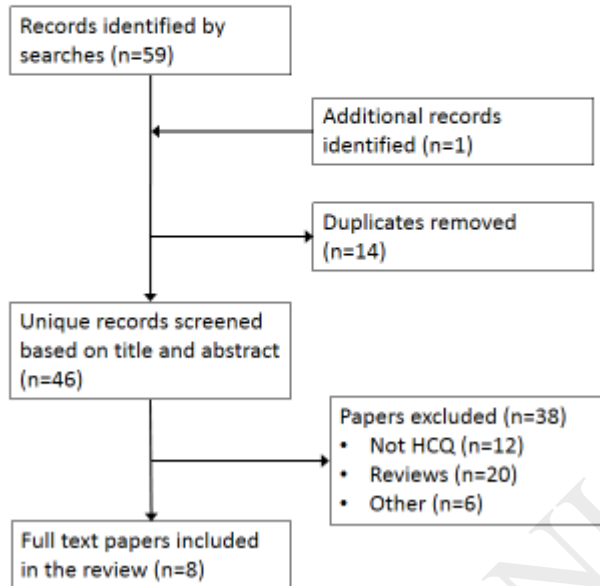 Records identified by
searches (n=59)
Additional records
identified (n=1)
Duplicates removed
(n=14)
Unique records screened
based on title and abstract
(n=46)
Papers excluded (n=38)
• Not HCQ (n=12)
• Reviews (n=20)
• Other (n=6)
Full text papers included
in the review (n=8)